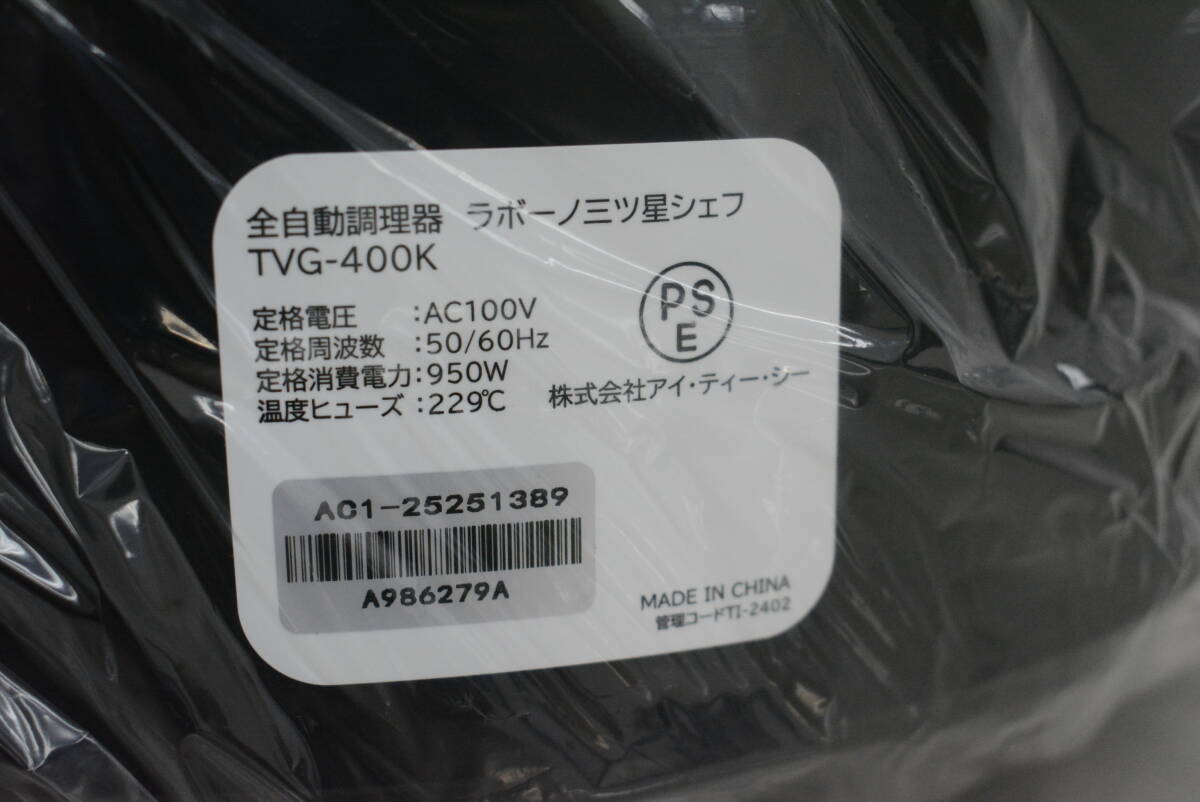 全自動調理器 ラボーノ三ツ星シェフ
TVG-400K
定格電圧 :AC100V
定格周波数 :50/60Hz
定格消費電力:950W
温度ヒューズ :229℃
PS
E
株式会社アイ・ティー・シー
AC1-25251389
A986279A
MADE IN CHINA
管理コードTI-2402